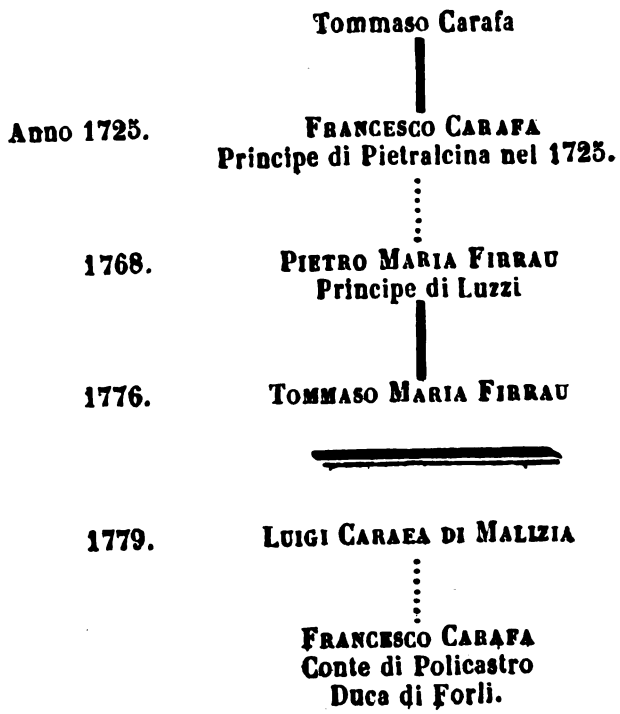 Tommaso Carafa
Anno 1725. FRANCESCO CARAFA
Principe di Pietralcina nel 1725.
1768. PIETRO MARIA FIRRAU
Principe di Luzzi
1776. TOMMASO MARIA FIRRAU
1779. LUIGI CARAEA DI MALIZIA
FRANCESCO CARAFA
Conte di Policastro
Duca di Forli.